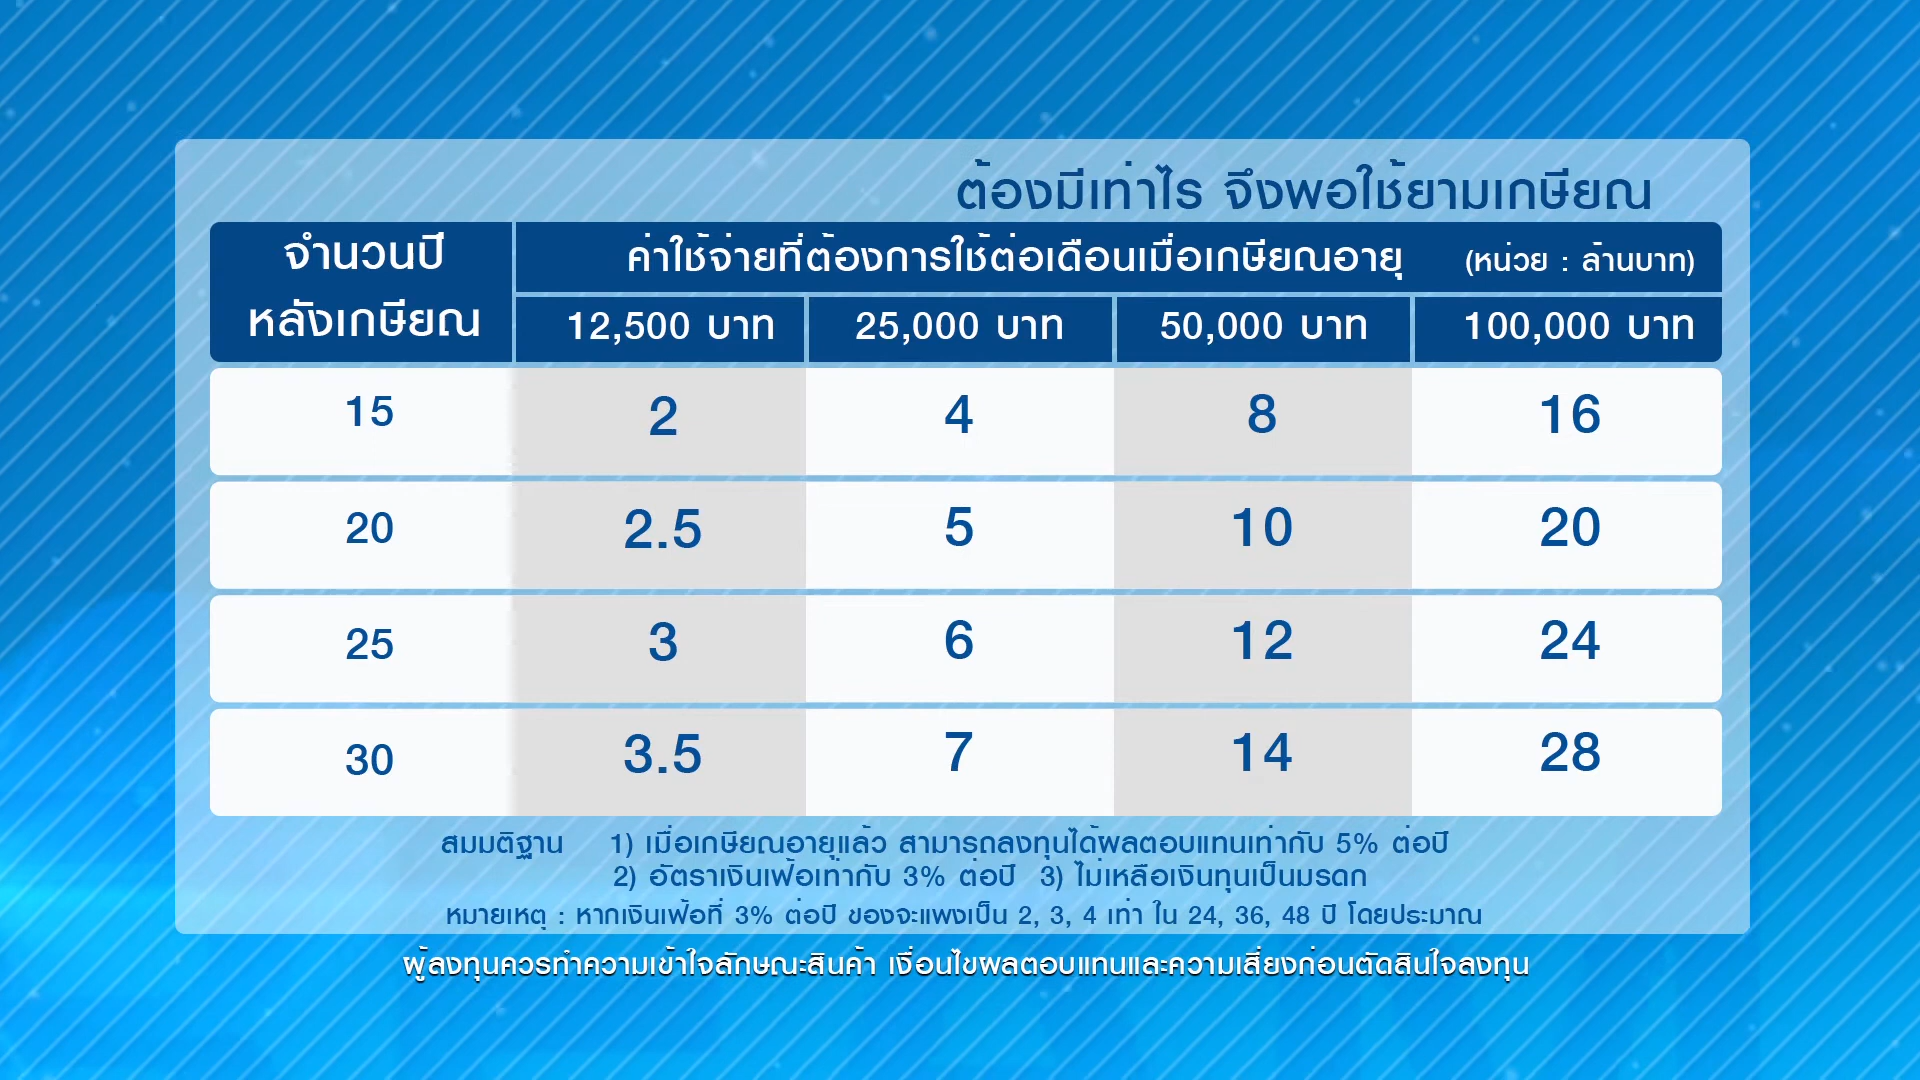 ต้องมีเท่าไร จึงพอใช้ยามเกษียณ
จำนวนปี
หลังเกษียณ
ค่าใช้จ่ายที่ต้องการใช้ต่อเดือนเมื่อเกษียณอายุ (หน่วย : ล้านบาท)
12,500 บาท 25,000 บาท 50,000 บาท 100,000 บาท
15 2 4 8 16
20 2.5 5 10 20
25 3 6 12 24
30 3.5 7 14 28
สมมติฐาน 1) เมื่อเกษียณอายุแล้ว สามารถลงทุนได้ผลตอบแทนเท่ากับ 5% ต่อปี
2) อัตราเงินเฟ้อเท่ากับ 3% ต่อปี 3) ไม่เหลือเงินทุนเป็นมรดก
หมายเหตุ : หากเงินเฟ้อที่ 3% ต่อปี ของจะแพงเป็น 2, 3, 4 เท่า ใน 24, 36, 48 ปี โดยประมาณ
ผู้ลงทุนควรทำความเข้าใจลักษณะสินค้า เงื่อนไขผลตอบแทนและความเสี่ยงก่อนตัดสินใจลงทุน